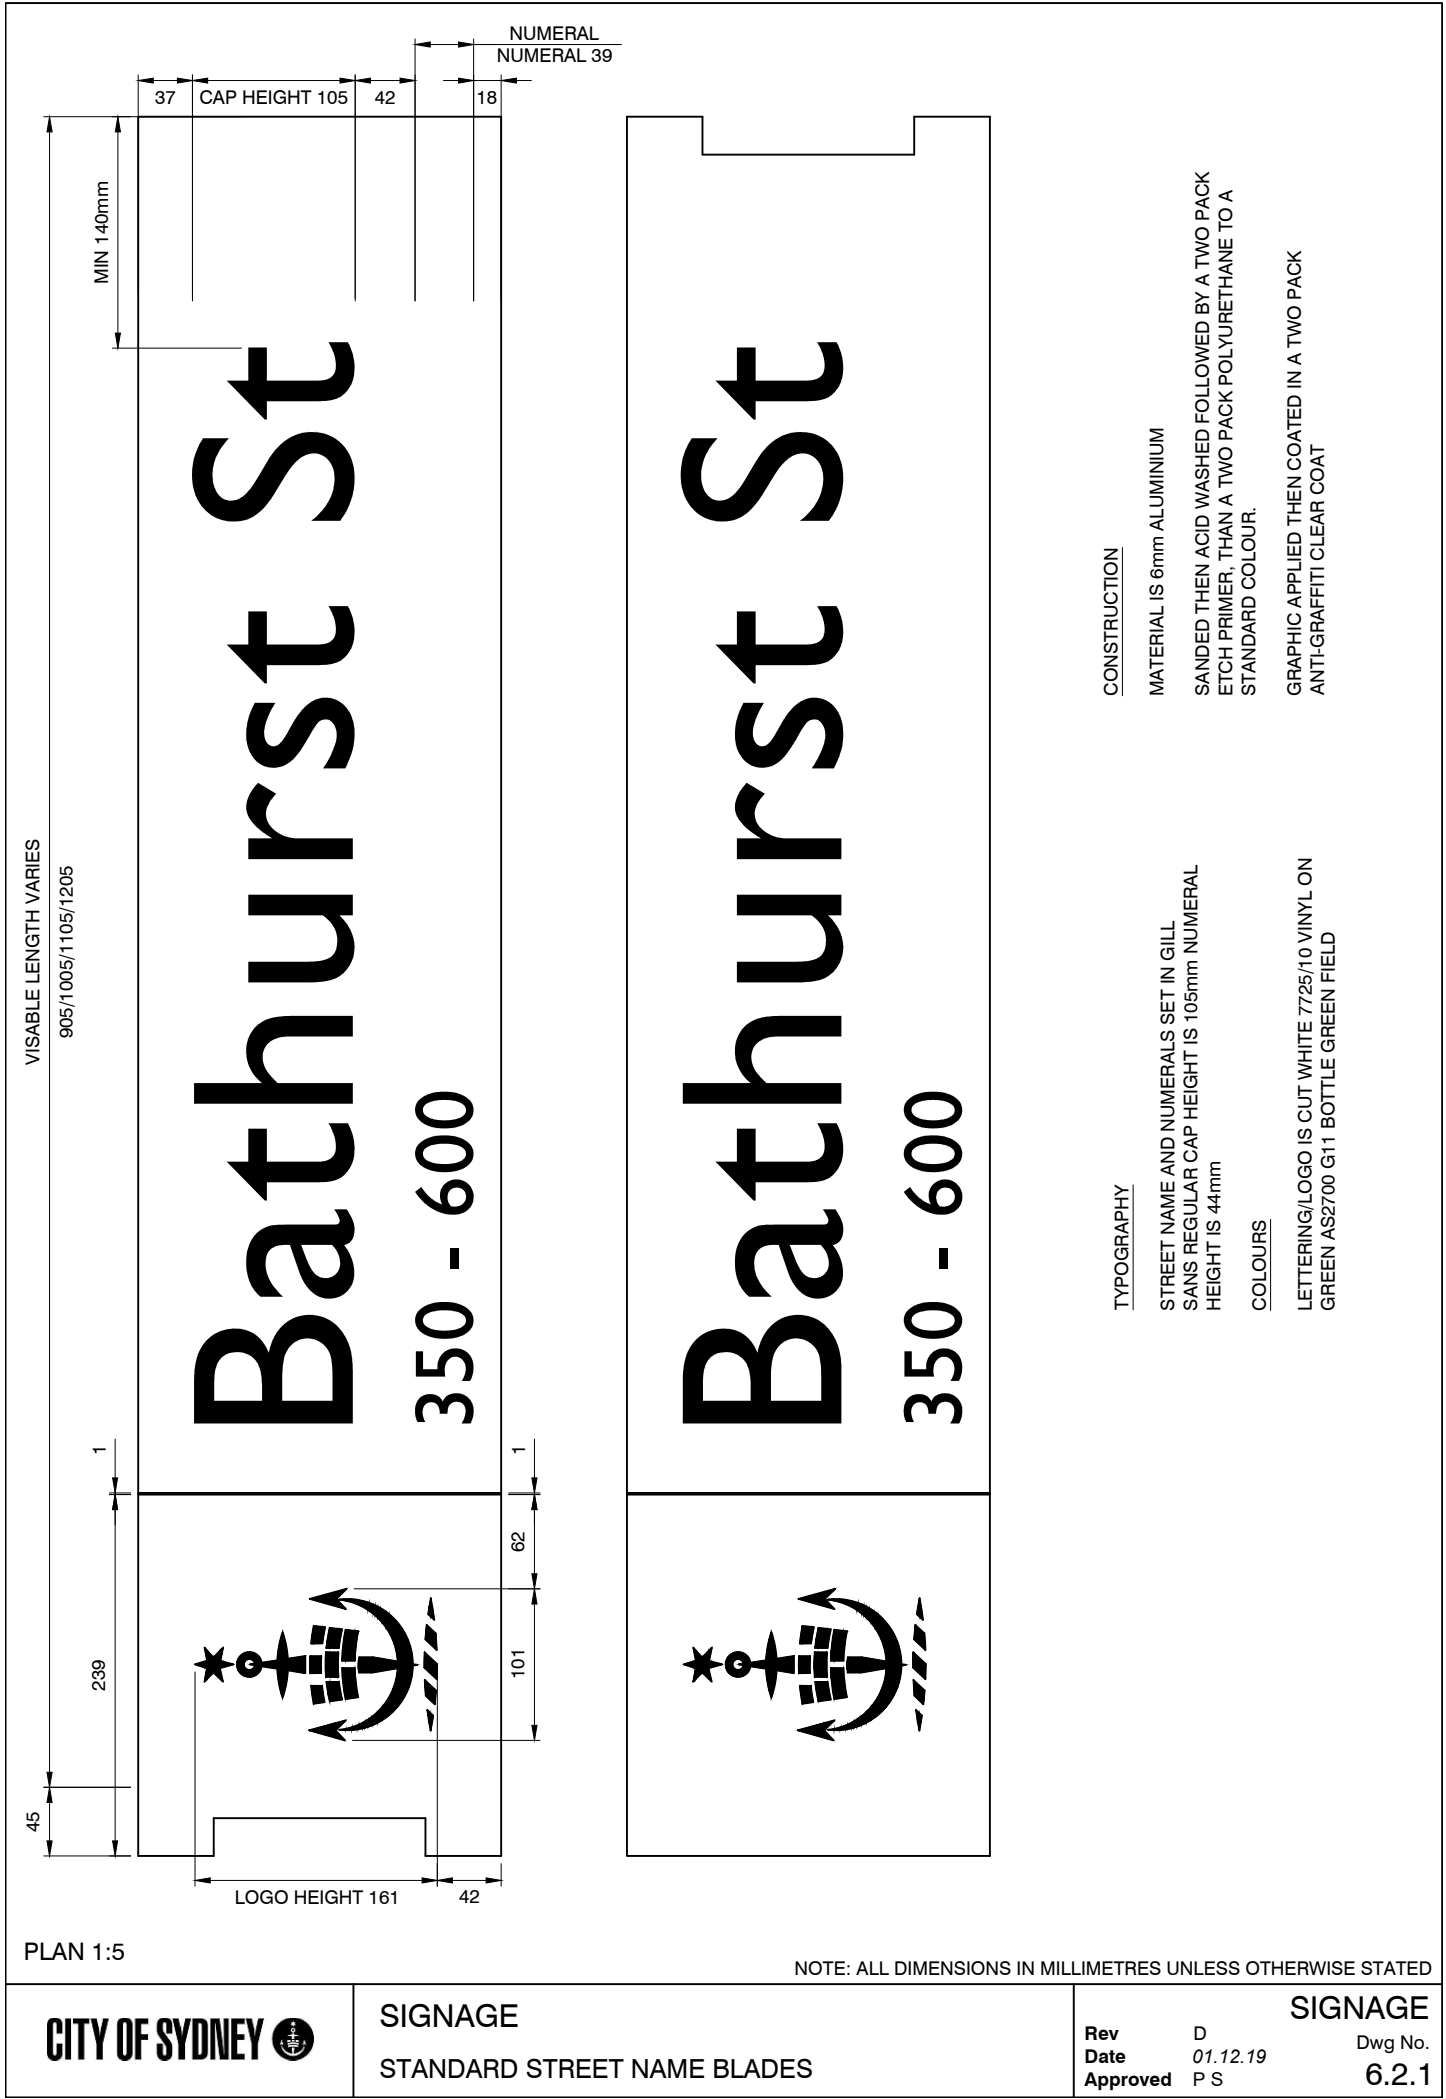 NUMERAL
NUMERAL 39
37
CAP HEIGHT 105
42
18
MIN 140mm
VISABLE LENGTH VARIES
905/1005/1105/1205
Bathurst St
350 - 600
1
239
45
1
62
101
LOGO HEIGHT 161
42
Bathurst St
350 - 600
CONSTRUCTION
MATERIAL IS 6mm ALUMINIUM
SANDED THEN ACID WASHED FOLLOWED BY A TWO PACK
ETCH PRIMER, THAN A TWO PACK POLYURETHANE TO A
STANDARD COLOUR.
GRAPHIC APPLIED THEN COATED IN A TWO PACK
ANTI-GRAFFITI CLEAR COAT
TYPOGRAPHY
STREET NAME AND NUMERALS SET IN GILL
SANS REGULAR CAP HEIGHT IS 105mm NUMERAL
HEIGHT IS 44mm
COLOURS
LETTERING/LOGO IS CUT WHITE 7725/10 VINYL ON
GREEN AS2700 G11 BOTTLE GREEN FIELD
PLAN 1:5
NOTE: ALL DIMENSIONS IN MILLIMETRES UNLESS OTHERWISE STATED
CITY OF SYDNEY
SIGNAGE
STANDARD STREET NAME BLADES
Rev D
Date 01.12.19
Approved P S
SIGNAGE
Dwg No.
6.2.1